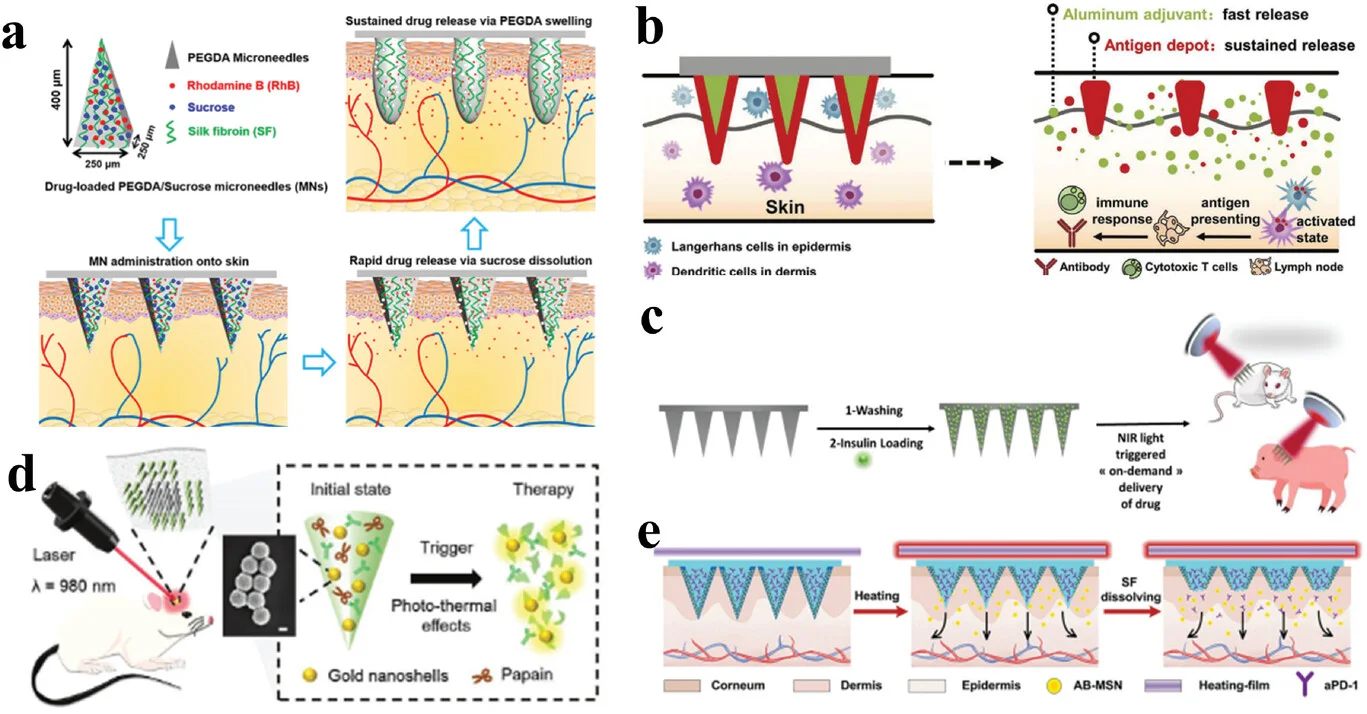 a
400 μm
250 μm
250 μm
PEGDA Microneedles
Rhodamine B (RhB)
Sucrose
Silk fibroin (SF)
Drug-loaded PEGDA/Sucrose microneedles (MNs)
Sustained drug release via PEGDA swelling
MN administration onto skin
Rapid drug release via sucrose dissolution
b
Skin
Langerhans cells in epidermis
Dendritic cells in dermis
Aluminum adjuvant: fast release
Antigen depot: sustained release
immune
response
antigen
presenting
activated
state
Antibody
Cytotoxic T cells
Lymph node
c
1-Washing
2-Insulin Loading
NIR light
triggered
« on-demand »
delivery
of drug
d
Laser
λ = 980 nm
Initial state
Therapy
Trigger
Photo-thermal
effects
Gold nanoshells
Papain
e
Heating
SF
dissolving
Corneum
Dermis
Epidermis
AB-MSN
Heating-film
aPD-1